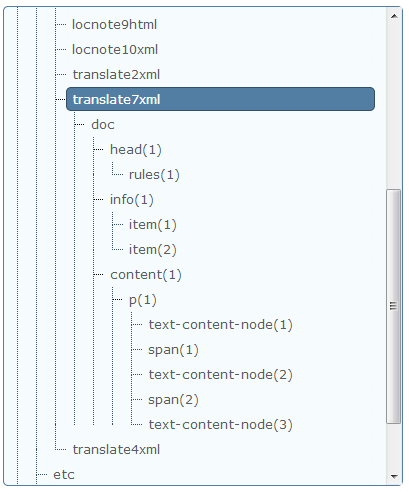 locnote9html
locnote10xml
translate2xml
translate7xml
doc
head(1)
rules(1)
info(1)
item(1)
item(2)
content(1)
p(1)
text-content-node(1)
span(1)
text-content-node(2)
span(2)
text-content-node(3)
translate4xml
etc